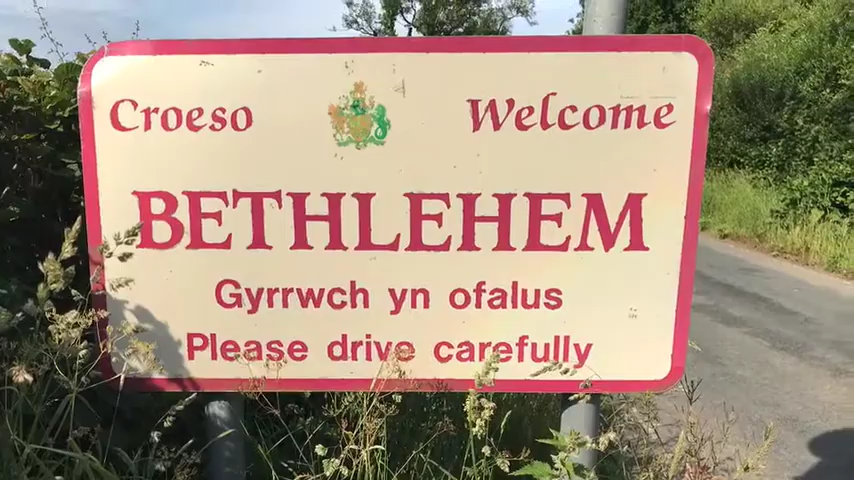 Croeso Welcome
BETHLEHEM
Gyrrwch yn ofalus
Please drive carefully